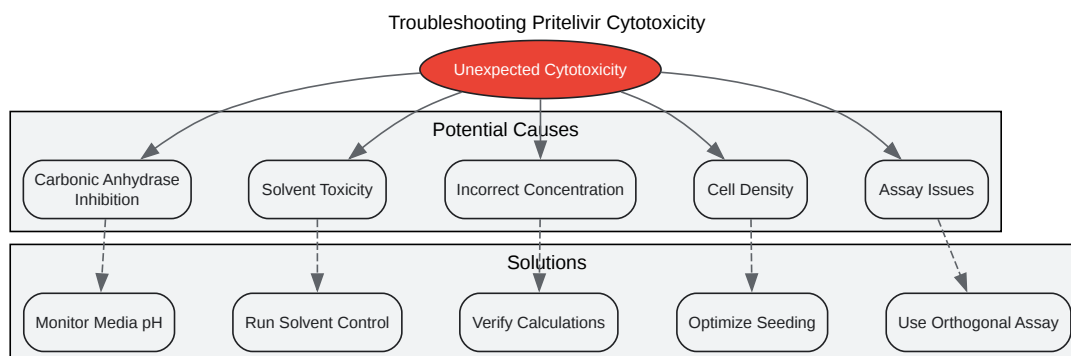 Troubleshooting Pritelivir Cytotoxicity
Unexpected Cytotoxicity
Potential Causes
Carbonic Anhydrase
Inhibition
Solvent Toxicity
Incorrect Concentration
Cell Density
Assay Issues
Solutions
Monitor Media pH
Run Solvent Control
Verify Calculations
Optimize Seeding
Use Orthogonal Assay